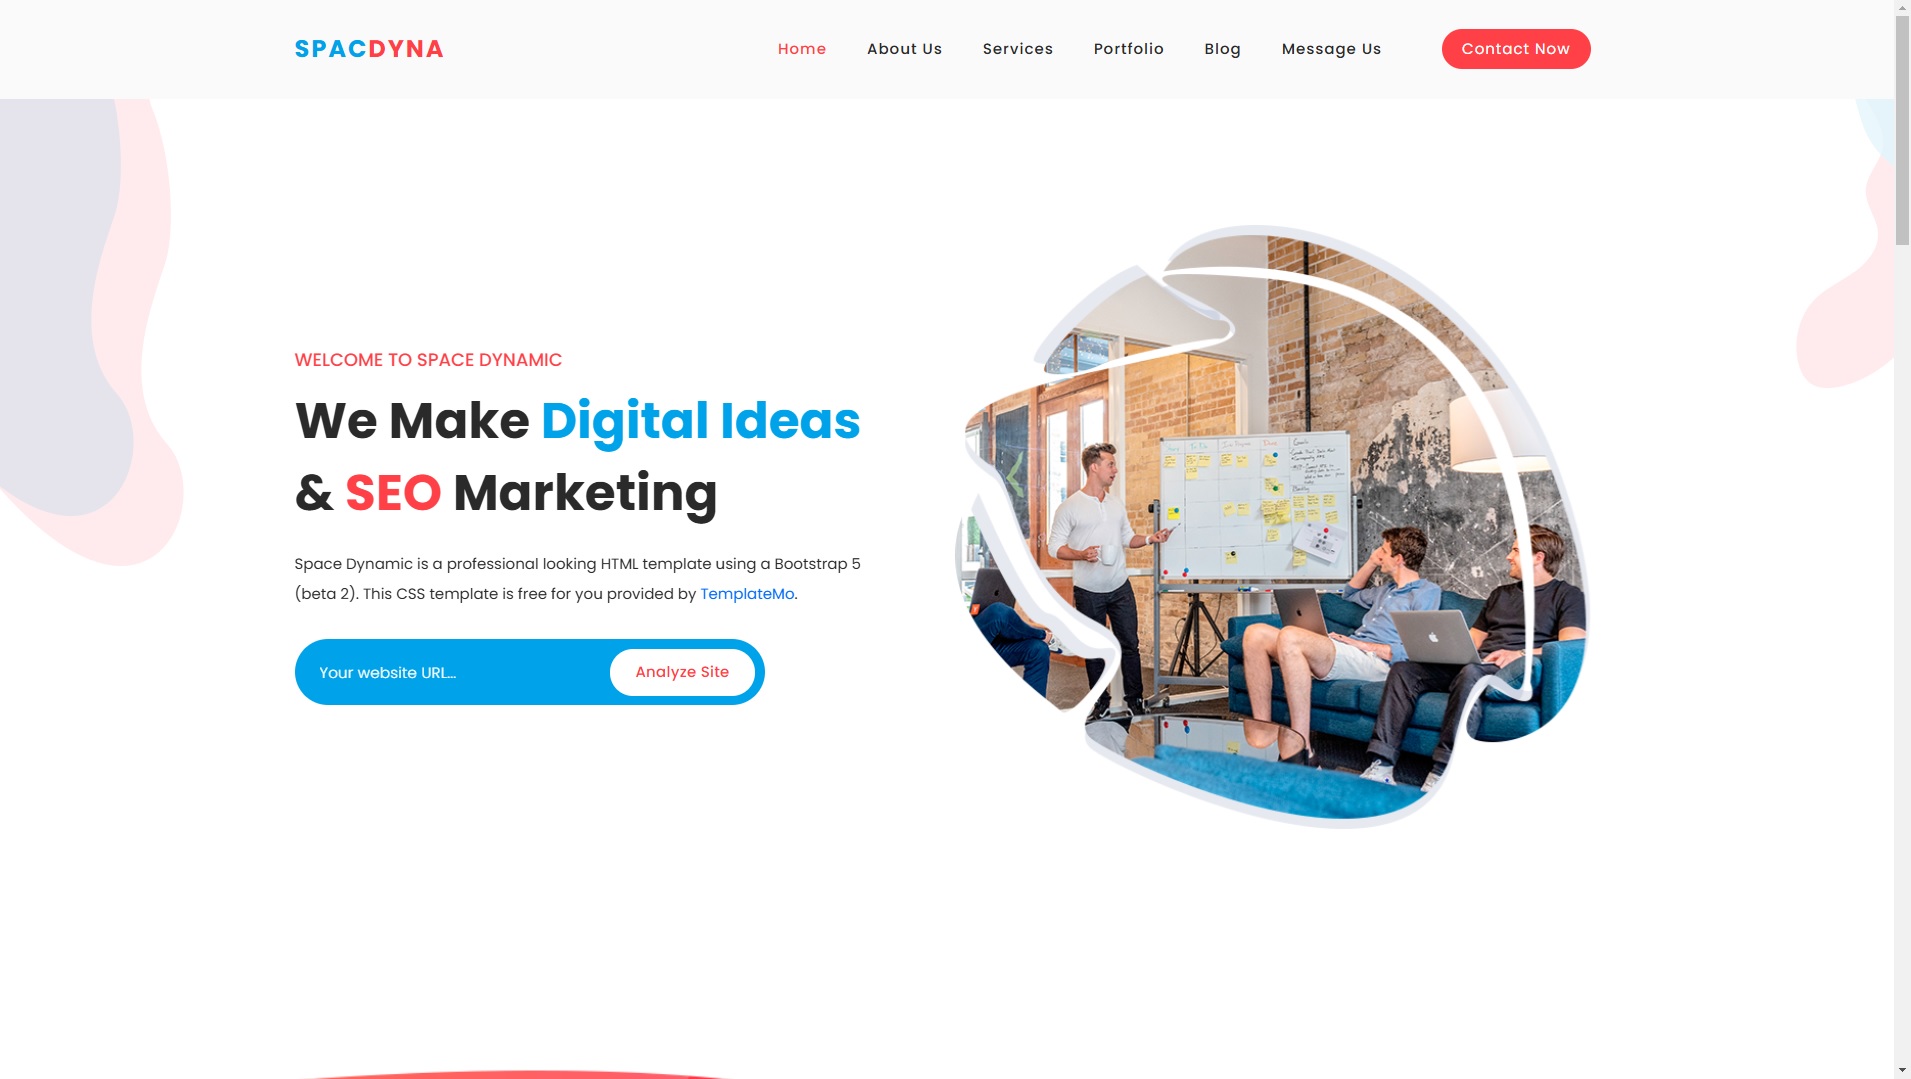 SPACDYNA
Home About Us Services Portfolio Blog Message Us Contact Now
WELCOME TO SPACE DYNAMIC
We Make Digital Ideas
& SEO Marketing
Space Dynamic is a professional looking HTML template using a Bootstrap 5
(beta 2). This CSS template is free for you provided by TemplateMo.
Your website URL...
Analyze Site